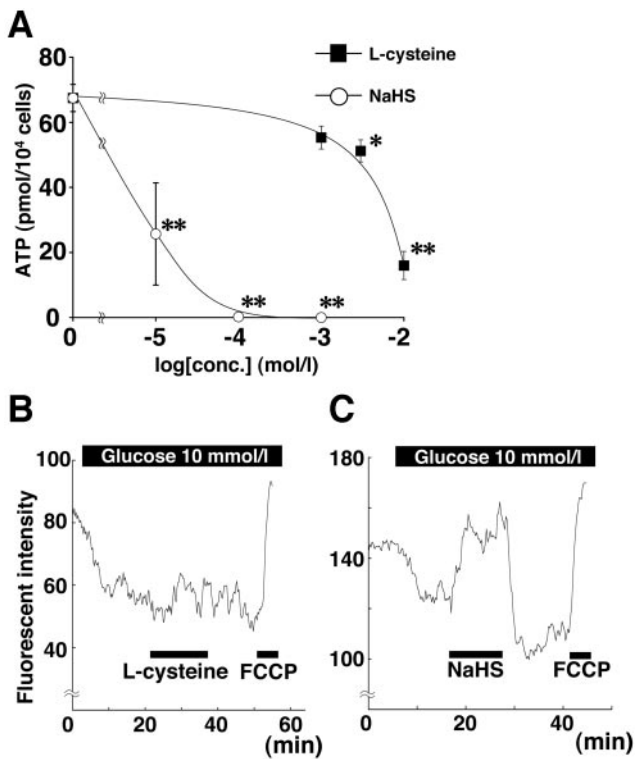 A
80
60
40
20
0
ATP (pmol/10⁴ cells)
L-cysteine
NaHS
*
**
**
**
**
0 -5 -4 -3 -2
log[conc.] (mol/l)
B
Glucose 10 mmol/l
100
80
60
40
Fluorescent intensity
L-cysteine FCCP
0 20 40 60
(min)
C
Glucose 10 mmol/l
180
140
100
NaHS FCCP
0 20 40
(min)